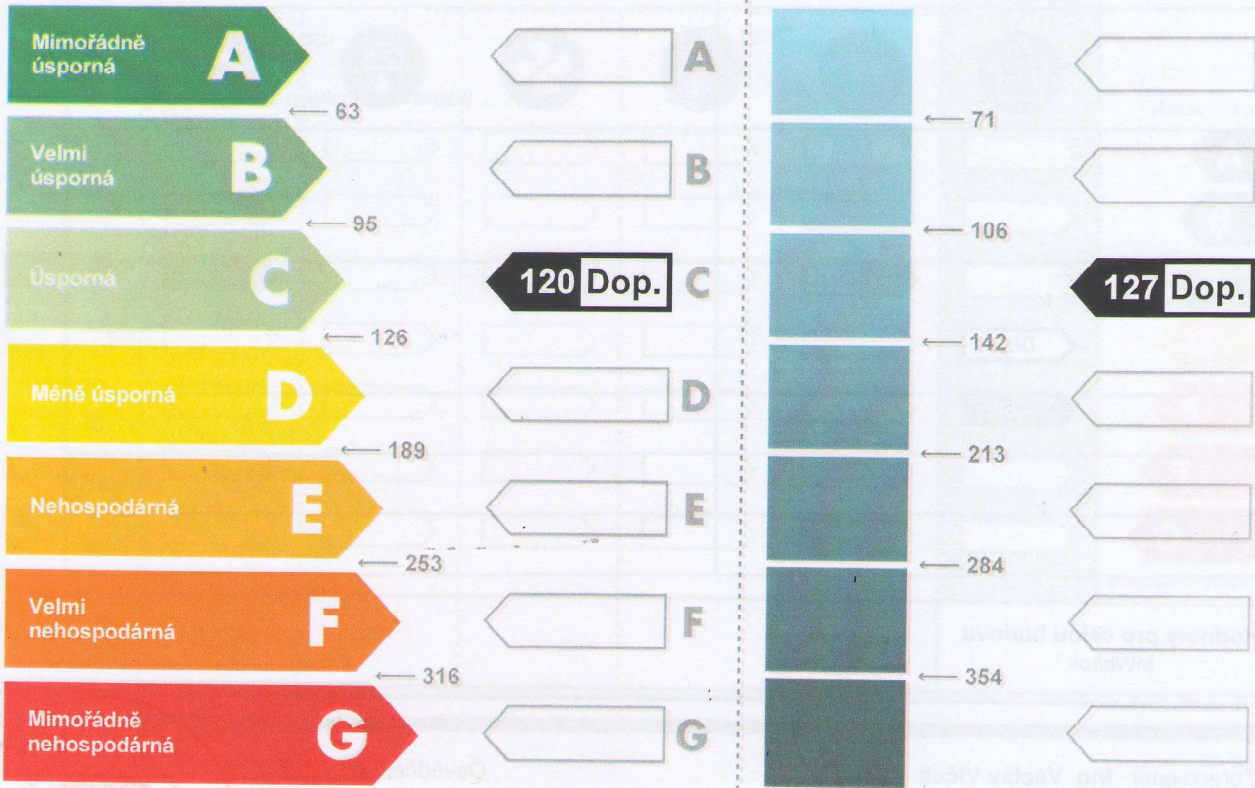 Mimořádně
úsporná
A
A
63
71
Velmi
úsporná
B
B
95
106
Úsporná
C
120 Dop.
C
127 Dop.
126
142
Méně úsporná
D
D
189
213
Nehospodárná
E
E
253
284
Velmi
nehospodárná
F
F
316
354
Mimořádně
nehospodárná
G
G